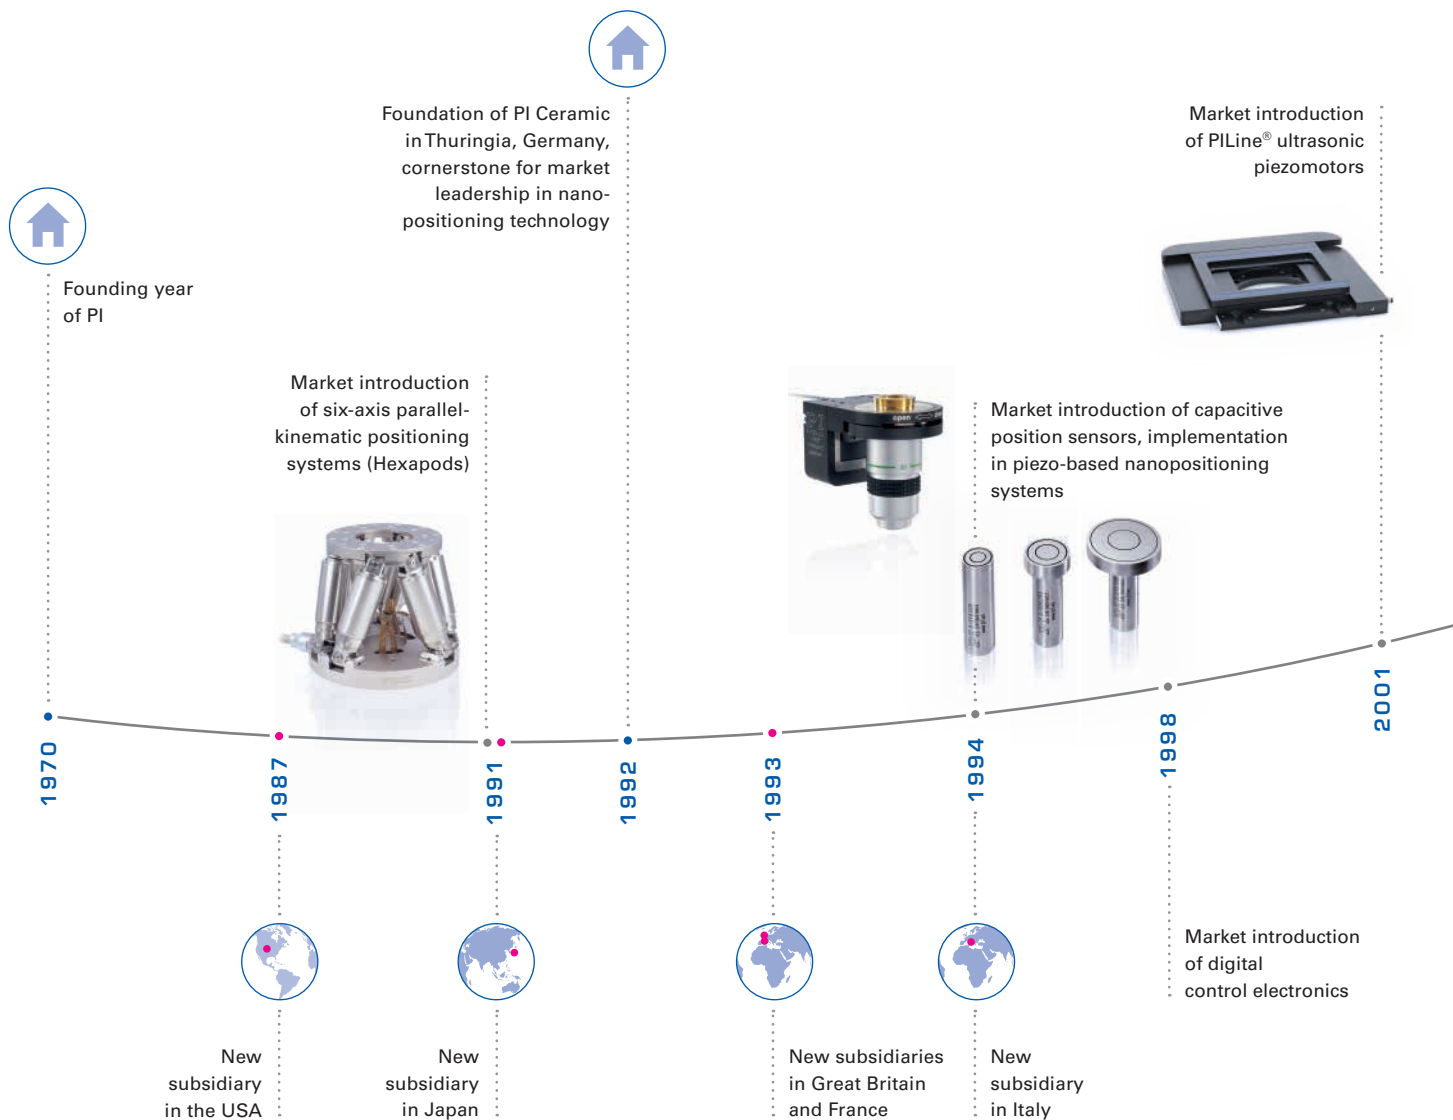 Foundation of PI Ceramic
in Thuringia, Germany,
cornerstone for market
leadership in nano-
positioning technology
Market introduction
of PILine® ultrasonic
piezomotors
Founding year
of PI
Market introduction
of six-axis parallel-
kinematic positioning
systems (Hexapods)
open
Market introduction of capacitive
position sensors, implementation
in piezo-based nanopositioning
systems
1970
1987
1991
1992
1993
1994
1998
2001
Market introduction
of digital
control electronics
New
subsidiary
in the USA
New
subsidiary
in Japan
New subsidiaries
in Great Britain
and France
New
subsidiary
in Italy